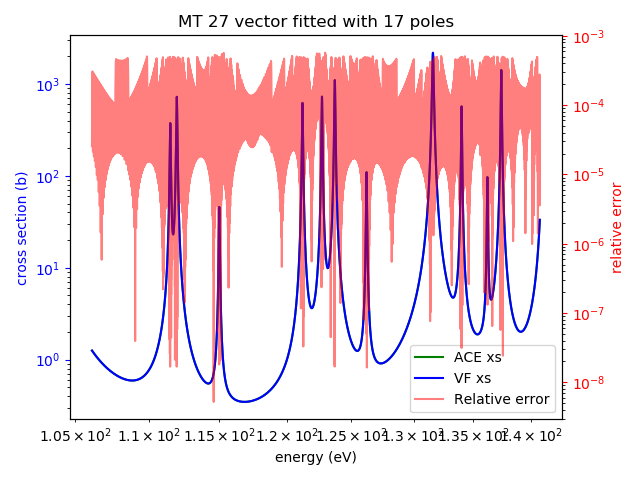 MT 27 vector fitted with 17 poles
cross section (b)
10³
10²
10¹
10⁰
10⁻³
10⁻⁴
10⁻⁵
10⁻⁶
10⁻⁷
10⁻⁸
relative error
ACE xs
VF xs
Relative error
1.05 × 10² 1.11 × 10² 1.15 × 10² 1.2 × 10² 1.25 × 10² 1.3 × 10² 1.35 × 10² 1.4 × 10²
energy (eV)